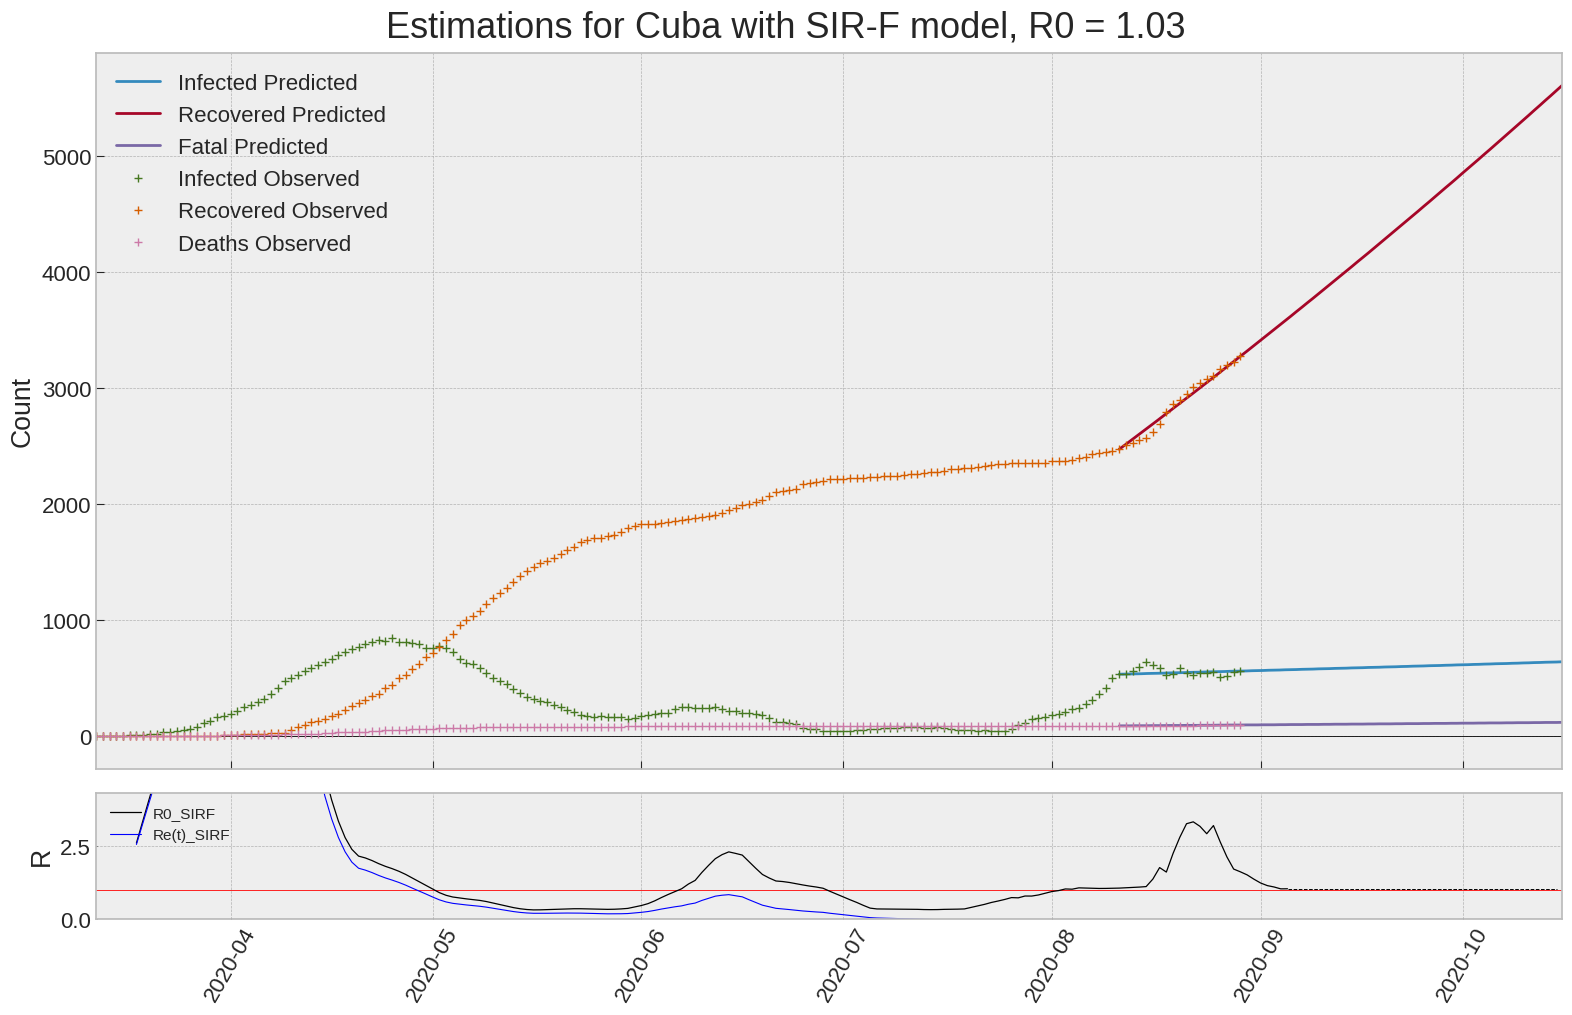 Estimations for Cuba with SIR-F model, R0 = 1.03
Infected Predicted
Recovered Predicted
Fatal Predicted
Infected Observed
Recovered Observed
Deaths Observed
5000
4000
3000
2000
1000
0
Count
R0_SIRF
Re(t)_SIRF
2.5
0.0
R
2020-04
2020-05
2020-06
2020-07
2020-08
2020-09
2020-10